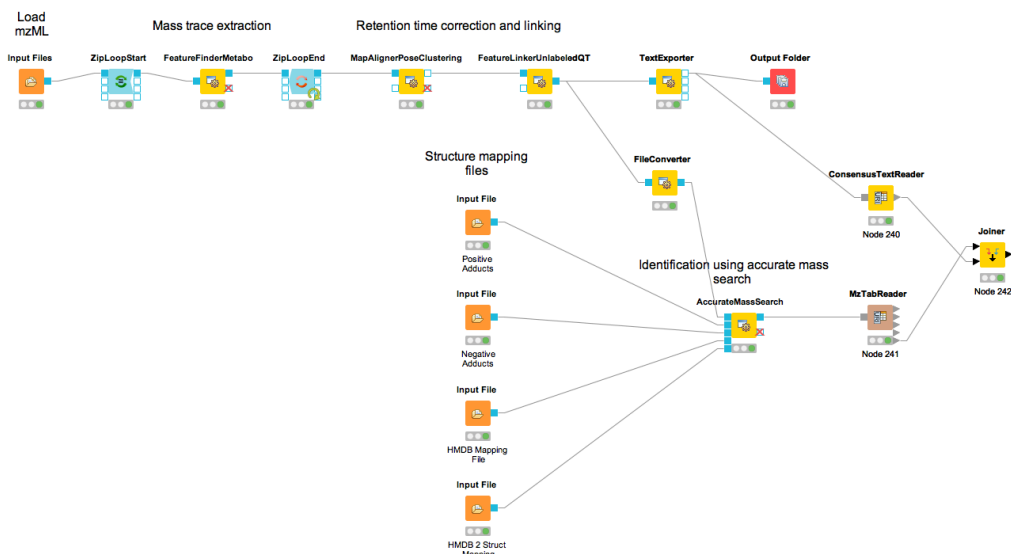 Load
mzML
Mass trace extraction
Retention time correction and linking
Input Files
ZipLoopStart
FeatureFinderMetabo
ZipLoopEnd
MapAlignerPoseClustering
FeatureLinkerUnlabeledQT
TextExporter
Output Folder
Structure mapping
files
FileConverter
ConsensusTextReader
Node 240
Input File
Positive
Adducts
Joiner
Node 242
Identification using accurate mass
search
AccurateMassSearch
MzTabReader
Node 241
Input File
Negative
Adducts
Input File
HMDB Mapping
File
Input File
HMDB 2 Struct
Mapping